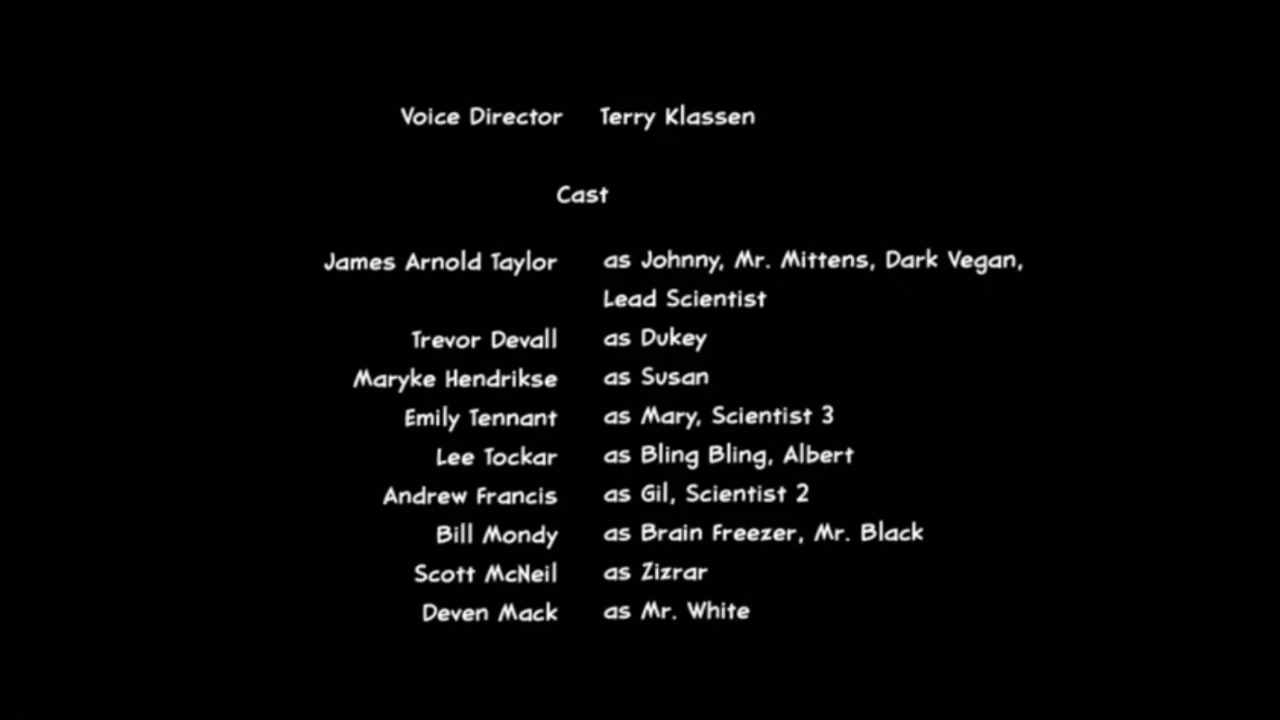 Voice Director Terry Klassen
Cast
James Arnold Taylor as Johnny, Mr. Mittens, Dark Vegan,
Lead Scientist
Trevor Devall as Dukey
Maryke Hendrikse as Susan
Emily Tennant as Mary, Scientist 3
Lee Tockar as Bling Bling, Albert
Andrew Francis as Gil, Scientist 2
Bill Mondy as Brain Freezer, Mr. Black
Scott McNeil as Zizrar
Deven Mack as Mr. White